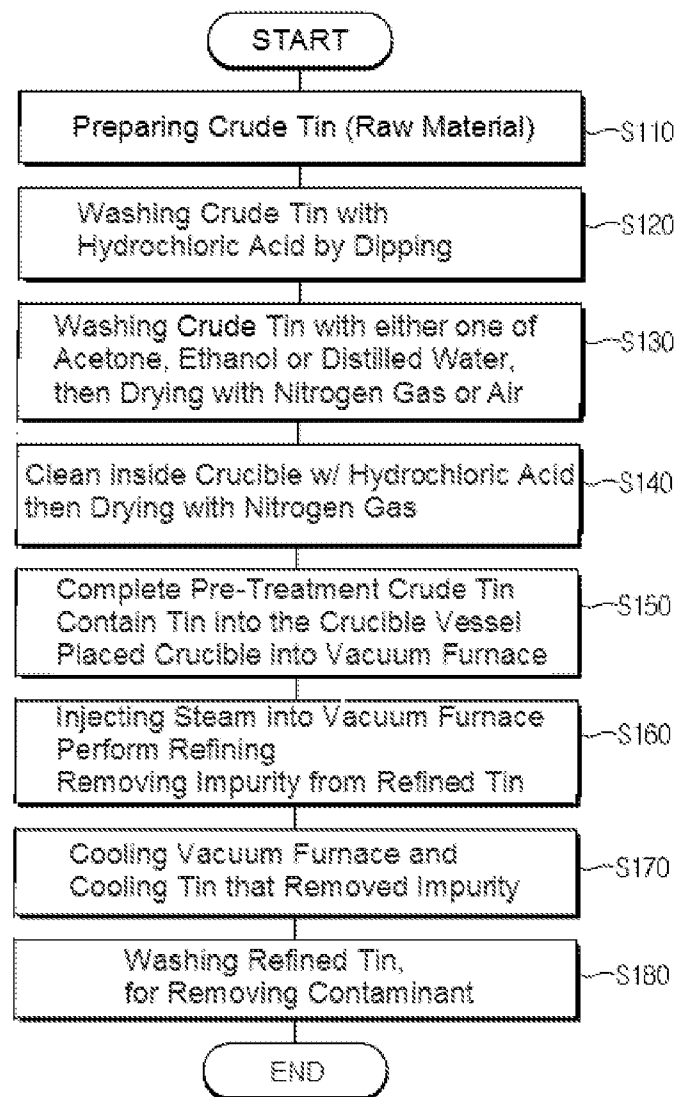 START
Preparing Crude Tin (Raw Material)
S110
Washing Crude Tin with
Hydrochloric Acid by Dipping
S120
Washing Crude Tin with either one of
Acetone, Ethanol or Distilled Water,
then Drying with Nitrogen Gas or Air
S130
Clean inside Crucible w/ Hydrochloric Acid
then Drying with Nitrogen Gas
S140
Complete Pre-Treatment Crude Tin
Contain Tin into the Crucible Vessel
Placed Crucible into Vacuum Furnace
S150
Injecting Steam into Vacuum Furnace
Perform Refining
Removing Impurity from Refined Tin
S160
Cooling Vacuum Furnace and
Cooling Tin that Removed Impurity
S170
Washing Refined Tin,
for Removing Contaminant
S180
END